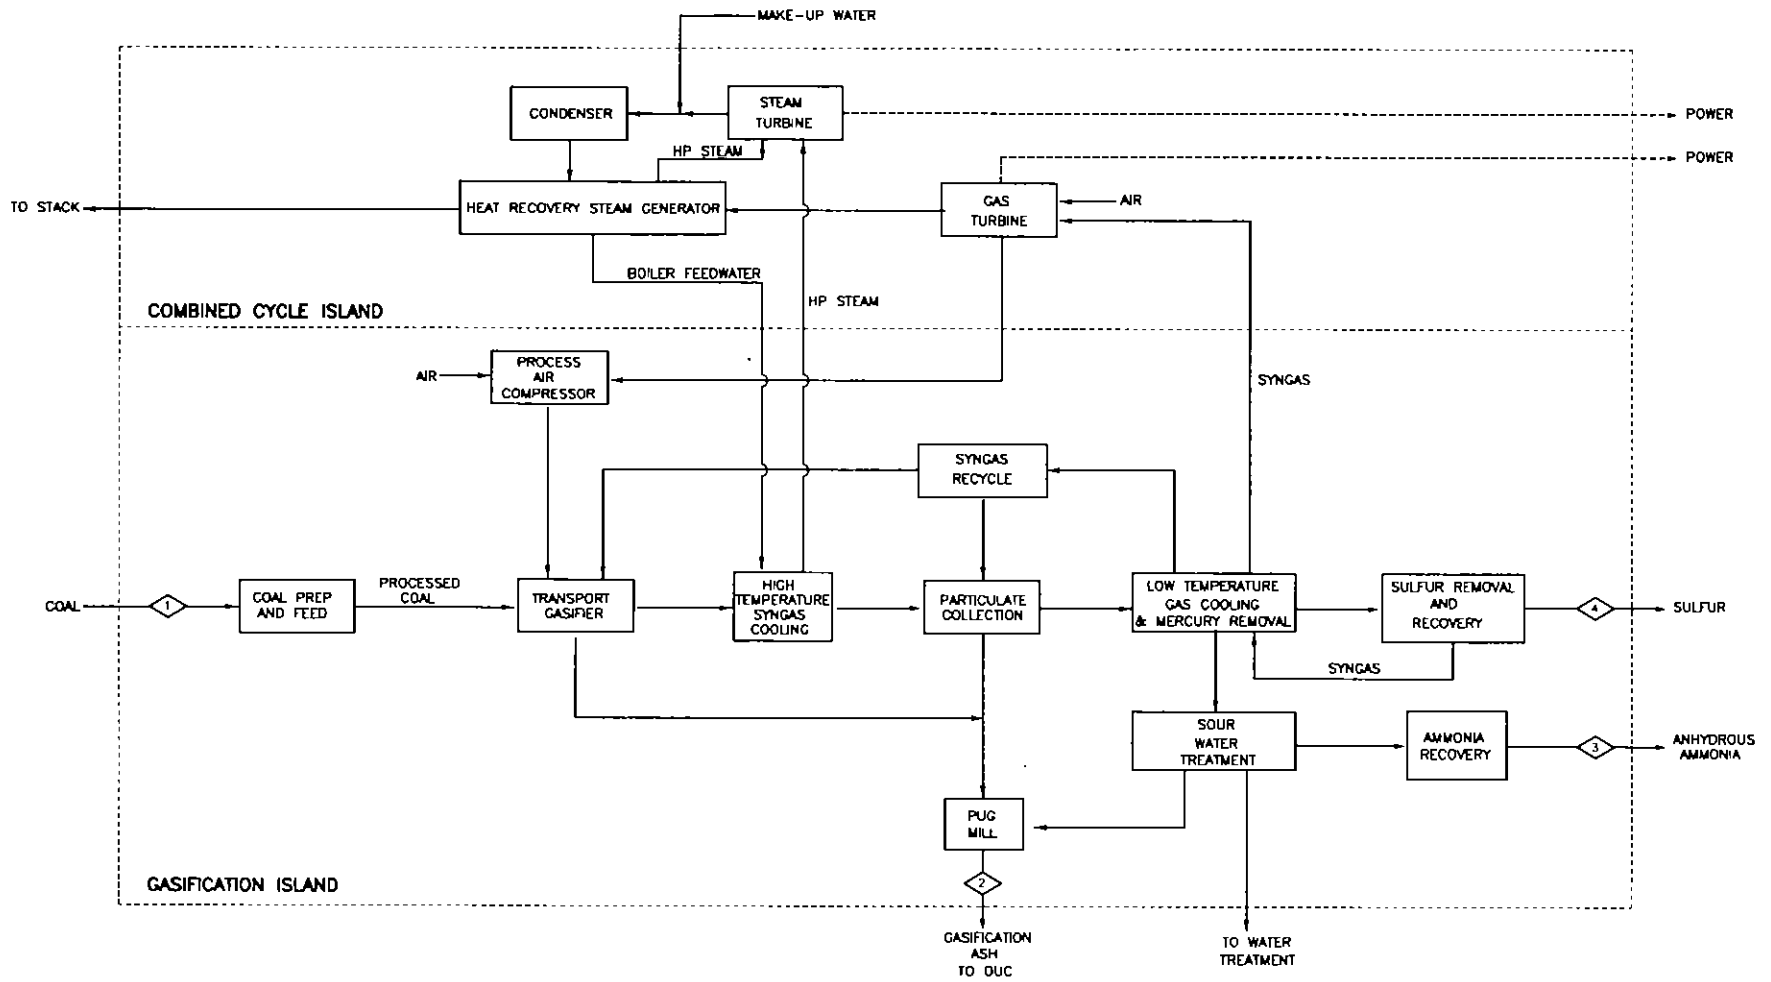 MAKE-UP WATER
CONDENSER
STEAM
TURBINE
POWER
HP STEAM
POWER
TO STACK
HEAT RECOVERY STEAM GENERATOR
GAS
TURBINE
AIR
BOILER FEEDWATER
HP STEAM
COMBINED CYCLE ISLAND
AIR
PROCESS
AIR
COMPRESSOR
SYNGAS
SYNGAS
RECYCLE
COAL
1
COAL PREP
AND FEED
PROCESSED
COAL
TRANSPORT
GASIFIER
HIGH
TEMPERATURE
SYNGAS
COOLING
PARTICULATE
COLLECTION
LOW TEMPERATURE
GAS COOLING
& MERCURY REMOVAL
SULFUR REMOVAL
AND
RECOVERY
4
SULFUR
SYNGAS
SOUR
WATER
TREATMENT
AMMONIA
RECOVERY
3
ANHYDROUS
AMMONIA
PUG
MILL
2
GASIFICATION ISLAND
GASIFICATION
ASH
TO OUC
TO WATER
TREATMENT